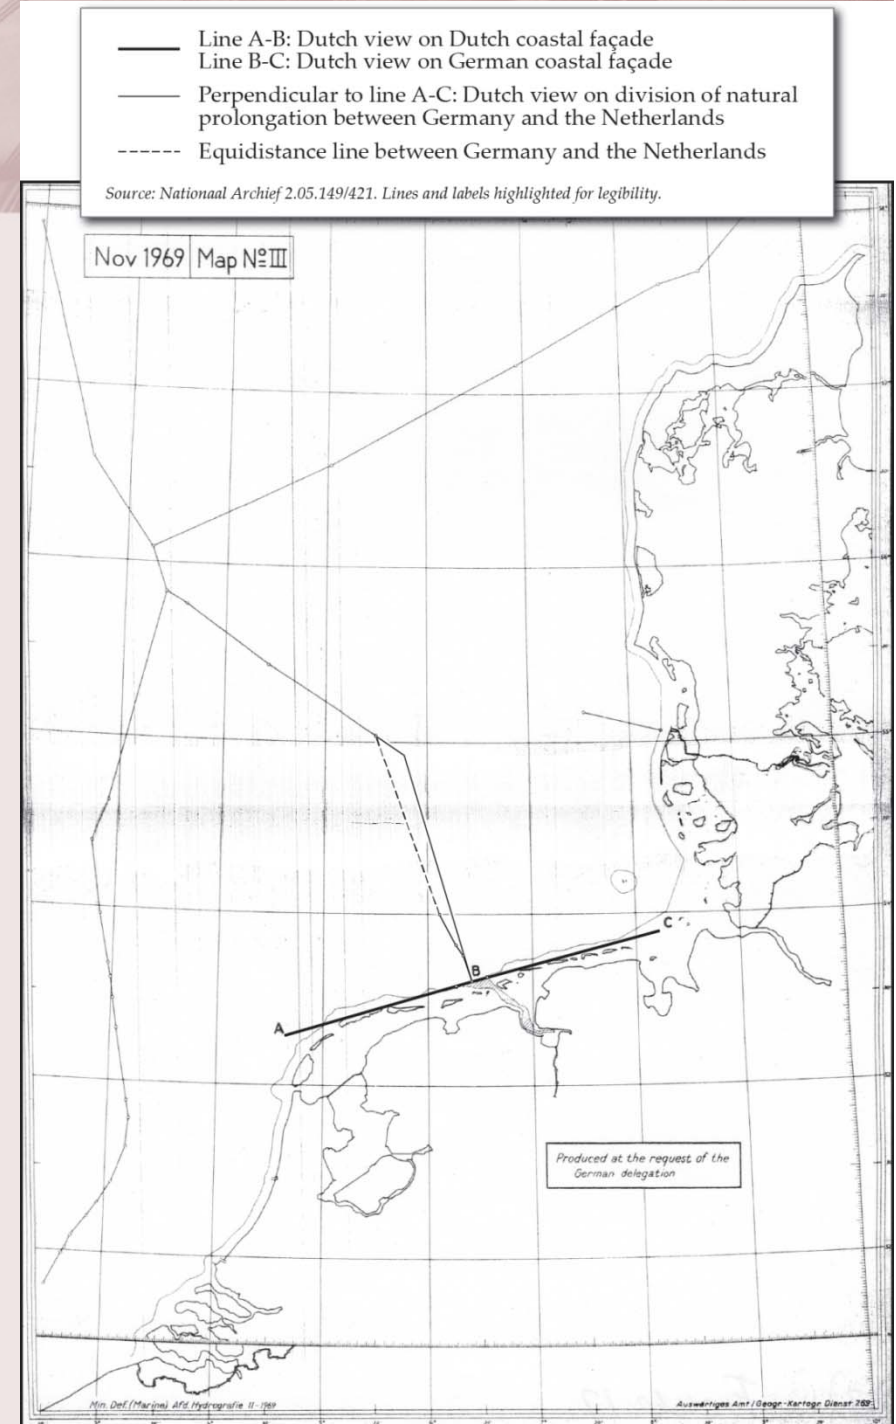 Line A-B: Dutch view on Dutch coastal façade
Line B-C: Dutch view on German coastal façade
Perpendicular to line A-C: Dutch view on division of natural
prolongation between Germany and the Netherlands
Equidistance line between Germany and the Netherlands
Source: Nationaal Archief 2.05.149/421. Lines and labels highlighted for legibility.
Nov 1969 Map Nº III
C
B
A
Produced at the request of the
German delegation
Min. Def. (Marine) Afd. Hydrografie 11-1969
Auswärtiges Amt / Geogr.-Kartogr. Dienst